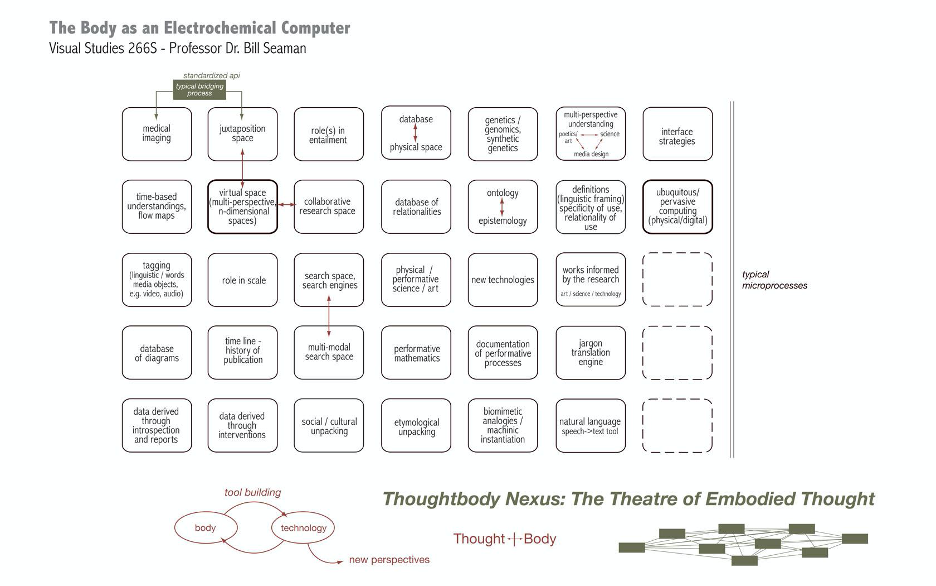 The Body as an Electrochemical Computer
Visual Studies 266S - Professor Dr. Bill Seaman
standardized api
typical bridging
process
medical
imaging
juxtaposition
space
role(s) in
entailment
database
physical space
genetics /
genomics,
synthetic
genetics
multi-perspective
understanding
poetics/
art
science
media design
interface
strategies
time-based
understandings,
flow maps
virtual space
(multi-perspective,
n-dimensional
spaces)
collaborative
research space
database of
relationalities
ontology
epistemology
definitions
(linguistic framing)
specificity of use,
relationality of
use
ubuquitous/
pervasive
computing
(physical/digital)
tagging
(linguistic / words
media objects,
e.g. video, audio)
role in scale
search space,
search engines
physical /
performative
science / art
new technologies
works informed
by the research
art / science / technology
typical
microprocesses
database
of diagrams
time line -
history of
publication
multi-modal
search space
performative
mathematics
documentation
of performative
processes
jargon
translation
engine
data derived
through
introspection
and reports
data derived
through
interventions
social / cultural
unpacking
etymological
unpacking
biomimetic
analogies /
machinic
instantiation
natural language
speech->text tool
tool building
body
technology
new perspectives
Thoughtbody Nexus: The Theatre of Embodied Thought
Thought-|-Body